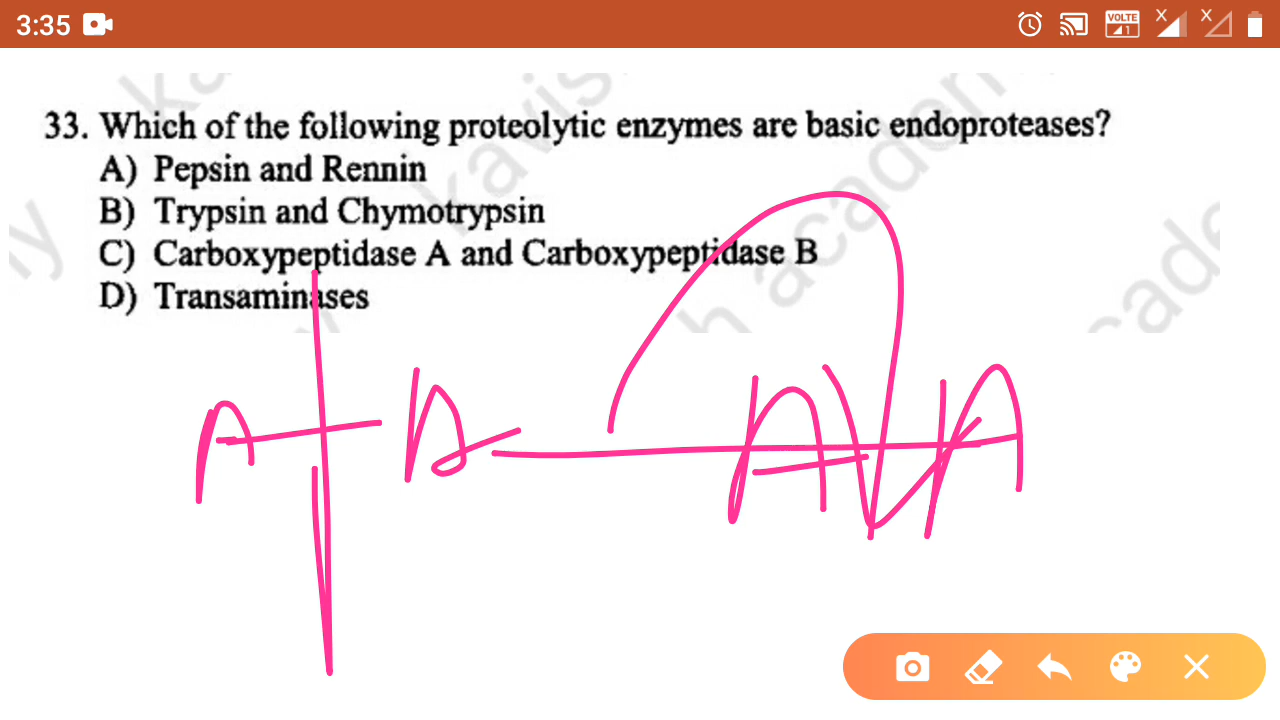 3:35
VOLTE
1
X
X
33. Which of the following proteolytic enzymes are basic endoproteases?
A) Pepsin and Rennin
B) Trypsin and Chymotrypsin
C) Carboxypeptidase A and Carboxypeptidase B
D) Transaminases